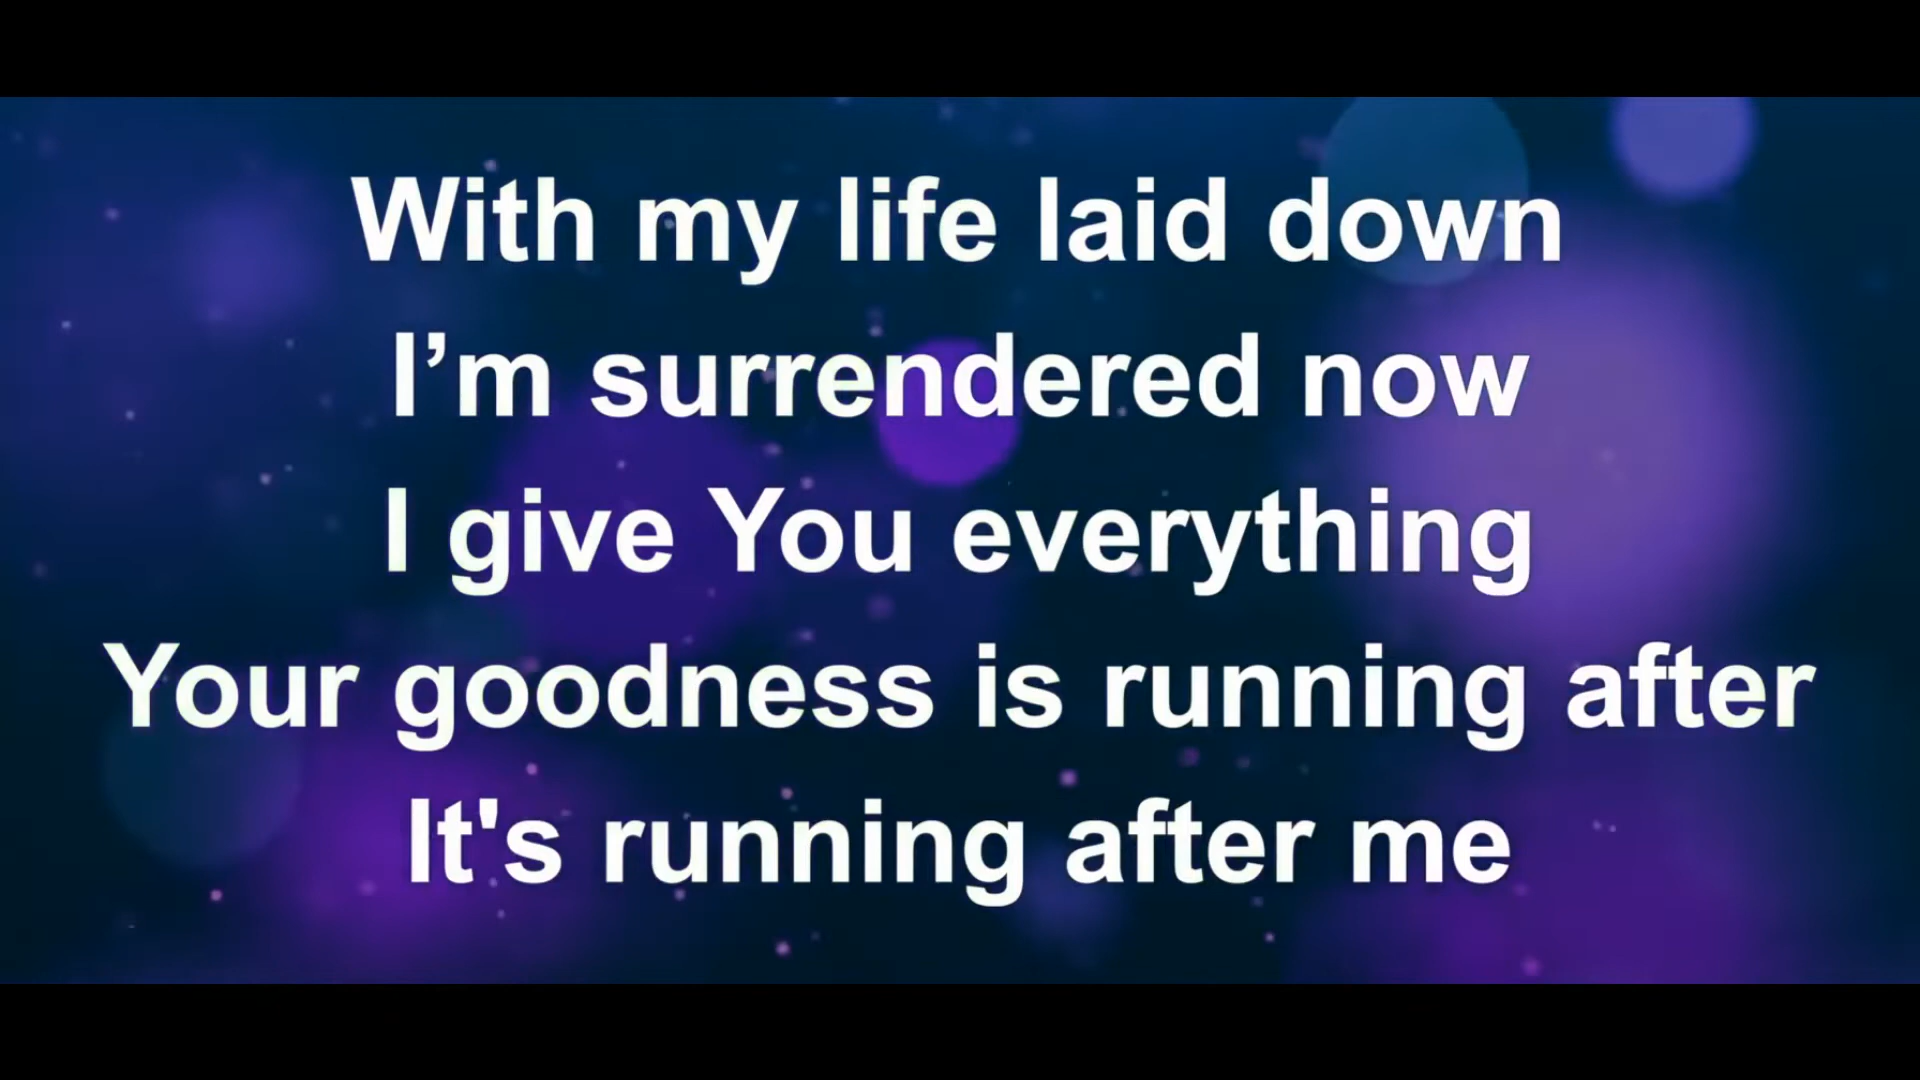 With my life laid down
I’m surrendered now
I give You everything
Your goodness is running after
It's running after me